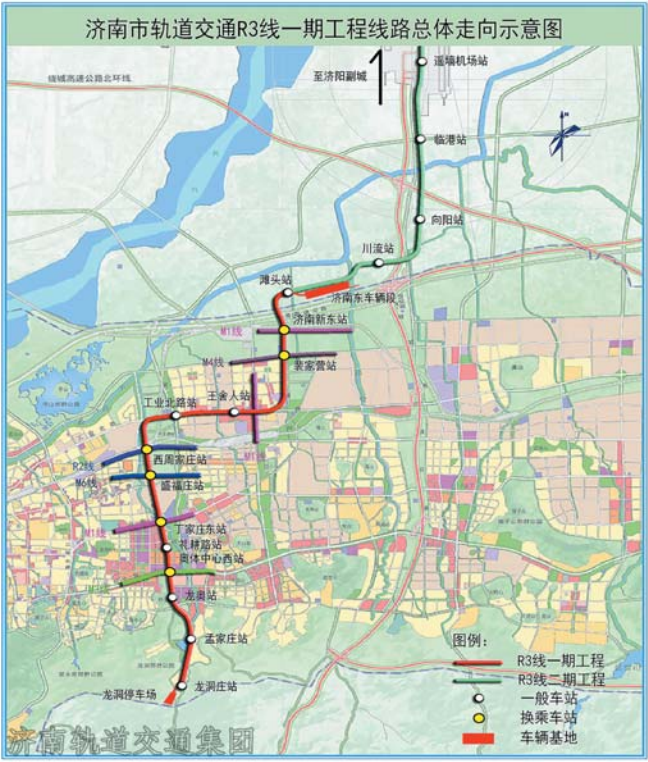 济南市轨道交通R3线一期工程线路总体走向示意图
遥墙机场站
至济阳副城
绕城高速公路北环线
临港站
向阳站
川流站
滩头站
济南东车辆段
济南新东站
M1线
M4线
裴家营站
王舍人站
工业北路站
M1线
西周家庄站
R2线
盛福庄站
M6线
丁家庄东站
M1线
礼耕路站
奥体中心西站
龙奥站
孟家庄站
龙洞庄站
龙洞停车场
图例:
R3线一期工程
R3线二期工程
一般车站
换乘车站
车辆基地
济南轨道交通集团